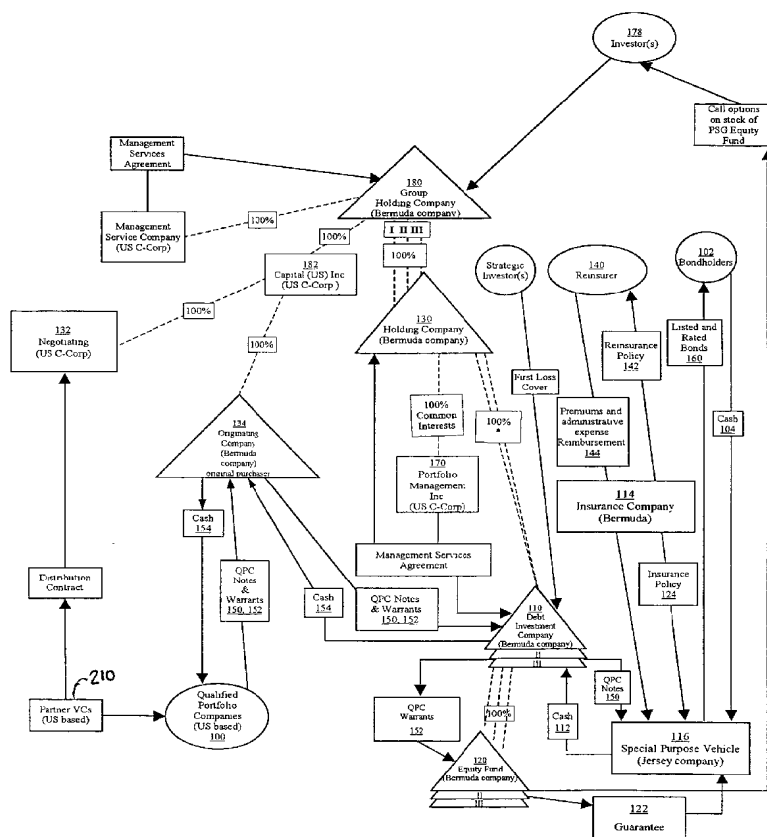 178
Investor(s)
Call options
on stock of
PSG Equity
Fund
Management
Services
Agreement
180
Group
Holding Company
(Bermuda company)
Management
Service Company
(US C-Corp)
100%
I II III
100%
100%
182
Capital (US) Inc
(US C-Corp )
Strategic
Investor(s)
140
Reinsurer
102
Bondholders
132
Negotiating
(US C-Corp)
100%
130
Holding Company
(Bermuda company)
Reinsurance
Policy
142
Listed and
Rated
Bonds
160
100%
First Loss
Cover
134
Originating
Company
(Bermuda
company)
original purchaser
100%
Common
Interests
100%
Premiums and
administrative
expense
Reimbursement
144
Cash
104
170
Portfolio
Management
Inc
(US C-Corp)
114
Insurance Company
(Bermuda)
Cash
154
QPC
Notes
&
Warrants
150, 152
Management Services
Agreement
Distribution
Contract
Cash
154
QPC Notes
& Warrants
150, 152
Insurance
Policy
124
110
Debt
Investment
Company
(Bermuda company)
II
III
210
Partner VCs
(US based)
Qualified
Portfolio
Companies
(US based)
100
QPC
Warrants
152
100%
Cash
112
QPC
Notes
150
116
Special Purpose Vehicle
(Jersey company)
120
Equity Fund
(Bermuda company)
II
III
122
Guarantee